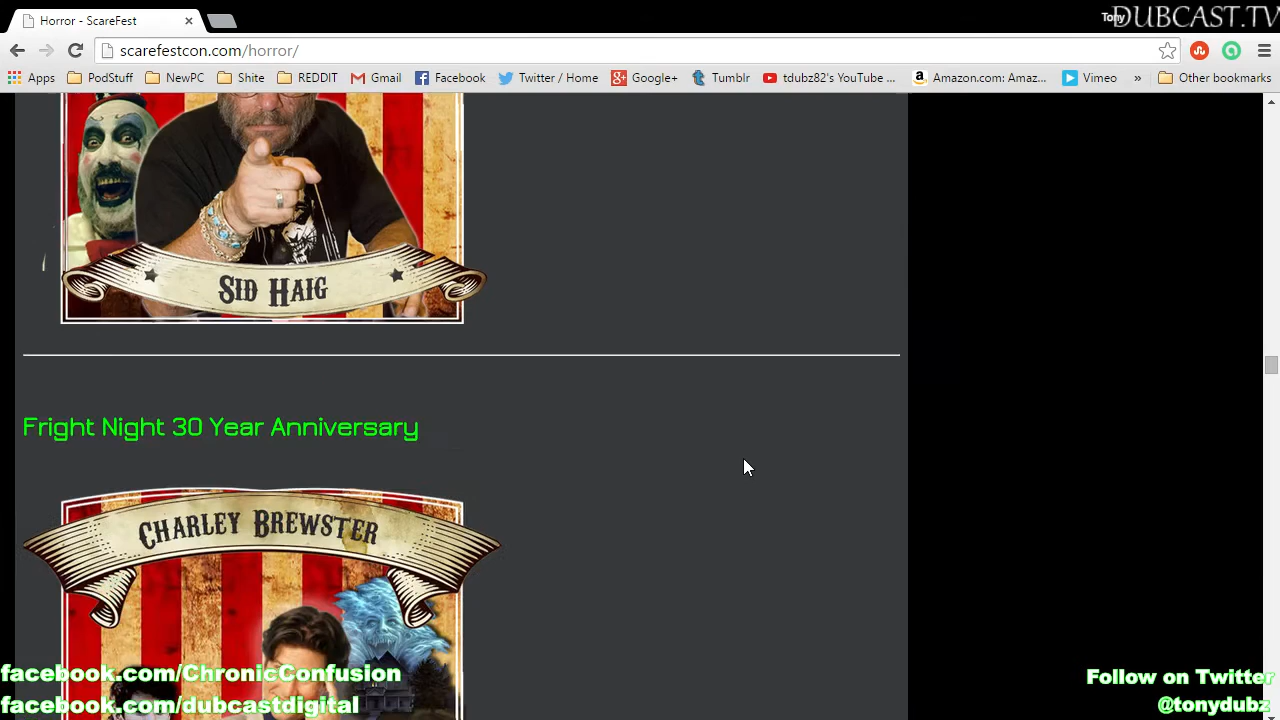 Horror - ScareFest
Tony
DUBCAST.TV
scarefestcon.com/horror/
Apps PodStuff NewPC Shite REDDIT Gmail Facebook Twitter / Home Google+ Tumblr tdubz82's YouTube ... Amazon.com: Amaz... Vimeo » Other bookmarks
SID HAIG
Fright Night 30 Year Anniversary
CHARLEY BREWSTER
facebook.com/ChronicConfusion
facebook.com/dubcastdigital
Follow on Twitter
@tonydubz